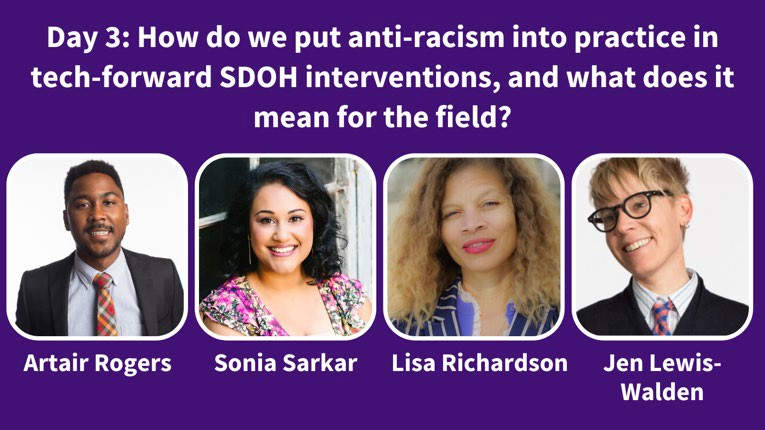 Day 3: How do we put anti-racism into practice in
tech-forward SDOH interventions, and what does it
mean for the field?
Artair Rogers
Sonia Sarkar
Lisa Richardson
Jen Lewis-
Walden